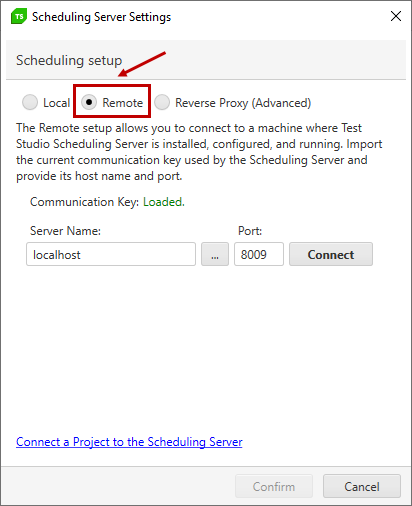 TS Scheduling Server Settings
Scheduling setup
Local Remote Reverse Proxy (Advanced)
The Remote setup allows you to connect to a machine where Test
Studio Scheduling Server is installed, configured, and running. Import
the current communication key used by the Scheduling Server and
provide its host name and port.
Communication Key: Loaded.
Server Name: Port:
localhost ... 8009 Connect
Connect a Project to the Scheduling Server
Confirm Cancel